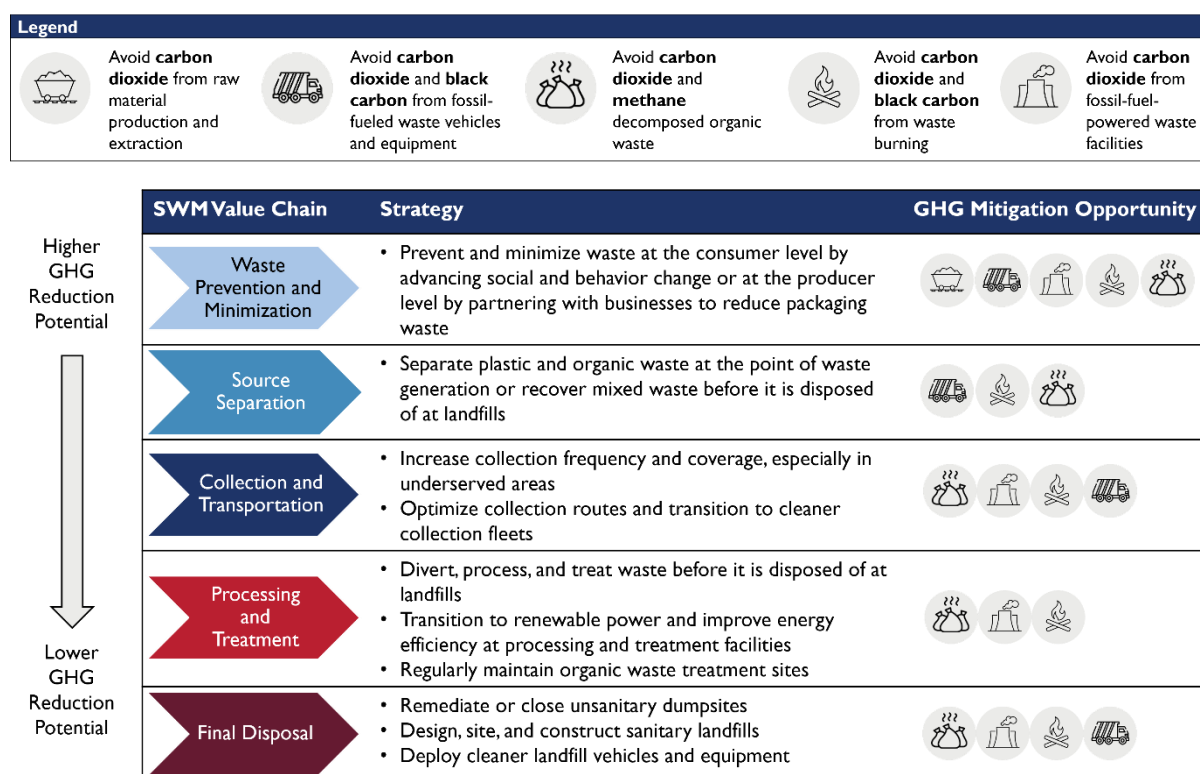 Legend
Avoid carbon
dioxide from raw
material
production and
extraction
Avoid carbon
dioxide and black
carbon from fossil-
fueled waste vehicles
and equipment
Avoid carbon
dioxide and
methane
decomposed organic
waste
Avoid carbon
dioxide and
black carbon
from waste
burning
Avoid carbon
dioxide from
fossil-fuel-
powered waste
facilities
SWM Value Chain
Strategy
GHG Mitigation Opportunity
Higher
GHG
Reduction
Potential
Waste
Prevention and
Minimization
• Prevent and minimize waste at the consumer level by
advancing social and behavior change or at the producer
level by partnering with businesses to reduce packaging
waste
Source
Separation
• Separate plastic and organic waste at the point of waste
generation or recover mixed waste before it is disposed
of at landfills
Collection and
Transportation
• Increase collection frequency and coverage, especially in
underserved areas
• Optimize collection routes and transition to cleaner
collection fleets
Processing
and
Treatment
• Divert, process, and treat waste before it is disposed of at
landfills
• Transition to renewable power and improve energy
efficiency at processing and treatment facilities
• Regularly maintain organic waste treatment sites
Lower
GHG
Reduction
Potential
Final Disposal
• Remediate or close unsanitary dumpsites
• Design, site, and construct sanitary landfills
• Deploy cleaner landfill vehicles and equipment